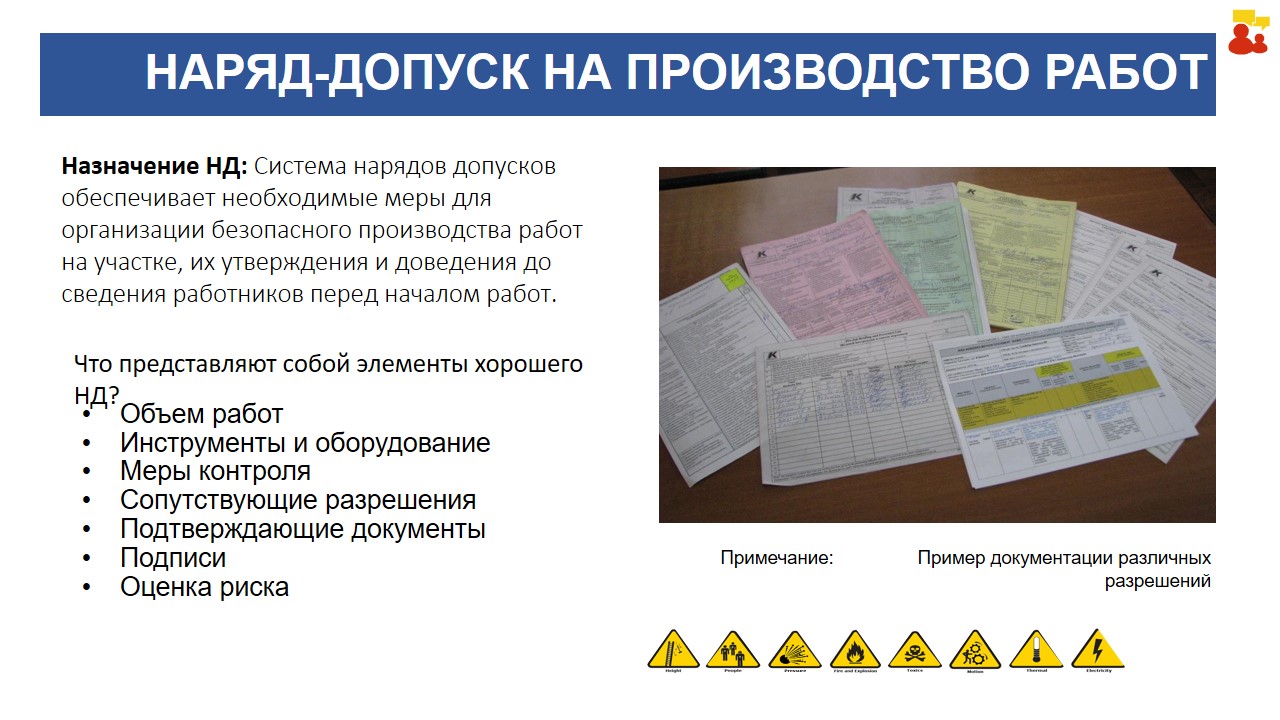 НАРЯД-ДОПУСК НА ПРОИЗВОДСТВО РАБОТ
Назначение НД: Система нарядов допусков
обеспечивает необходимые меры для
организации безопасного производства работ
на участке, их утверждения и доведения до
сведения работников перед началом работ.
Что представляют собой элементы хорошего
НД?
• Объем работ
• Инструменты и оборудование
• Меры контроля
• Сопутствующие разрешения
• Подтверждающие документы
• Подписи
• Оценка риска
Примечание: Пример документации различных
разрешений
Height People Pressure Fire and Explosion Toxics Motion Thermal Electricity